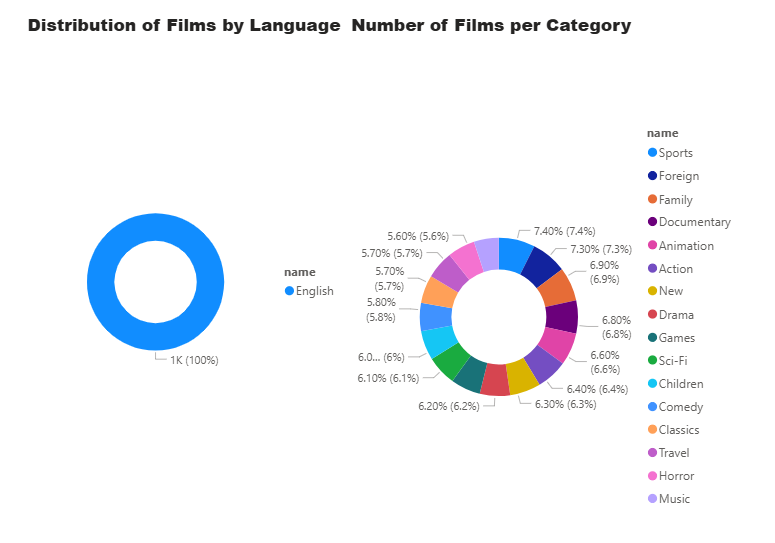 Distribution of Films by Language
1K (100%)
name
English
Number of Films per Category
7.40% (7.4%)
7.30% (7.3%)
6.90%
(6.9%)
6.80%
(6.8%)
6.60%
(6.6%)
6.40% (6.4%)
6.30% (6.3%)
6.20% (6.2%)
6.10% (6.1%)
6.0... (6%)
5.80%
(5.8%)
5.70%
(5.7%)
5.70% (5.7%)
5.60% (5.6%)
name
Sports
Foreign
Family
Documentary
Animation
Action
New
Drama
Games
Sci-Fi
Children
Comedy
Classics
Travel
Horror
Music